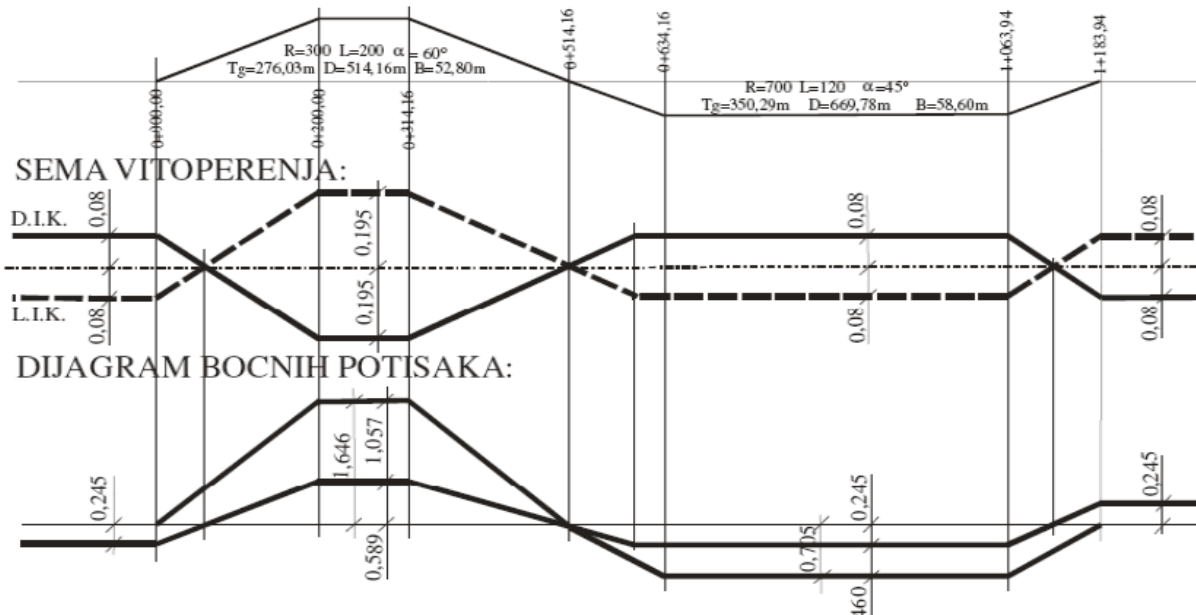 R=300 L=200 α = 60°
Tg=276,03m D=514,16m B=52,80m
0+514,16
0+634,16
1+063,94
1+183,94
R=700 L=120 α=45°
Tg=350,29m D=669,78m B=58,60m
0+000,00
0+200,00
0+314,16
SEMA VITOPERENJA:
D.I.K.
0,08
0,195
0,08
0,08
L.I.K.
0,08
0,195
0,08
0,08
DIJAGRAM BOCNIH POTISAKA:
0,245
1,646
1,057
0,589
0,705
0,245
460
0,245